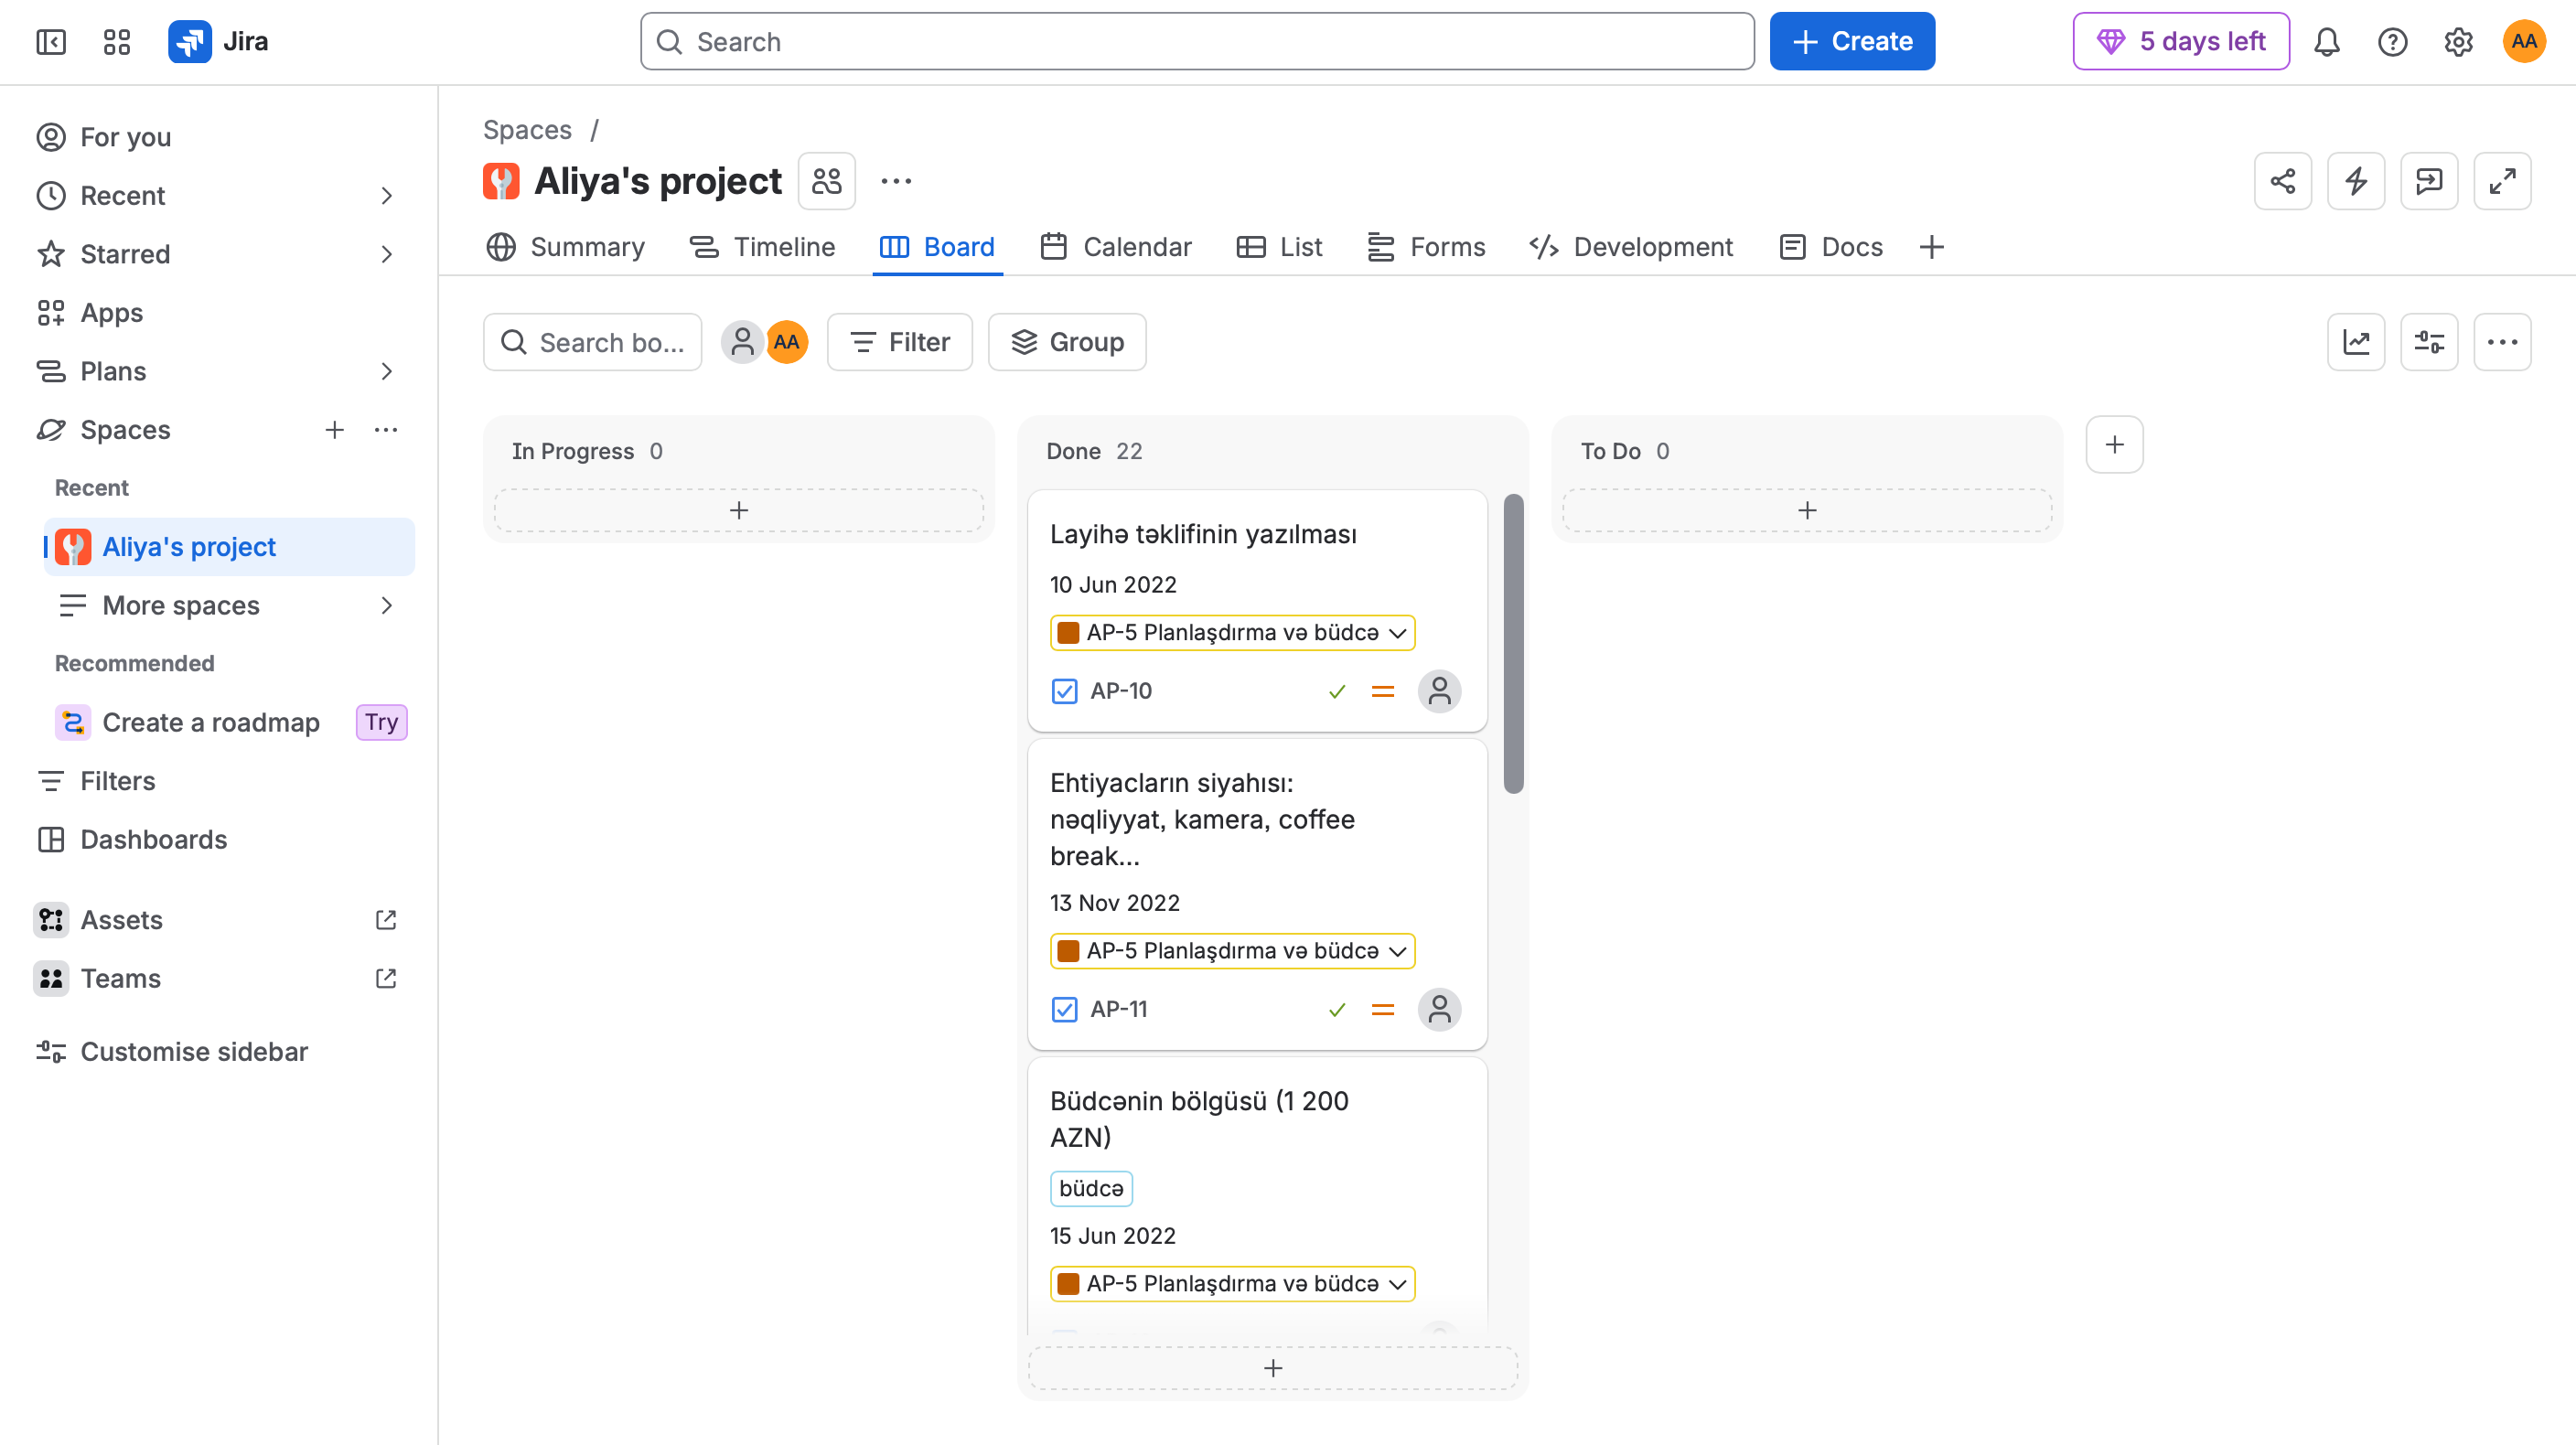 Jira
Search
Create
5 days left
AA
For you
Recent
Starred
Apps
Plans
Spaces
Recent
Aliya's project
More spaces
Recommended
Create a roadmap
Try
Filters
Dashboards
Assets
Teams
Customise sidebar
Spaces /
Aliya's project
Summary
Timeline
Board
Calendar
List
Forms
Development
Docs
Search bo...
AA
Filter
Group
In Progress 0
Done 22
Layihə təklifinin yazılması
10 Jun 2022
AP-5 Planlaşdırma və büdcə
AP-10
Ehtiyacların siyahısı:
nəqliyyat, kamera, coffee
break...
13 Nov 2022
AP-5 Planlaşdırma və büdcə
AP-11
Büdcənin bölgüsü (1 200
AZN)
büdcə
15 Jun 2022
AP-5 Planlaşdırma və büdcə
To Do 0